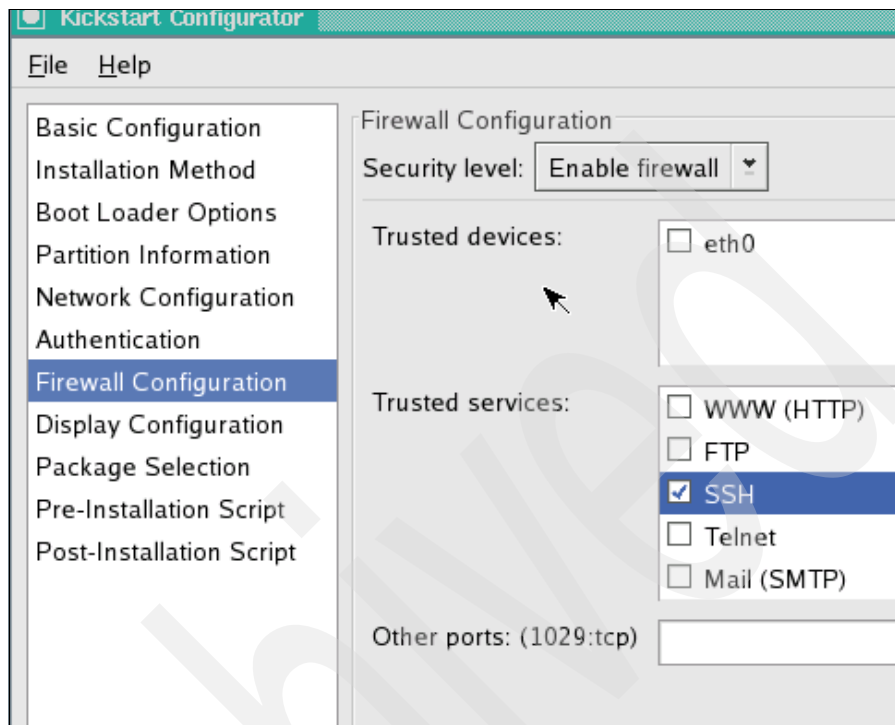 Kickstart Configurator
File Help
Basic Configuration
Installation Method
Boot Loader Options
Partition Information
Network Configuration
Authentication
Firewall Configuration
Display Configuration
Package Selection
Pre-Installation Script
Post-Installation Script
Firewall Configuration
Security level: Enable firewall
Trusted devices:
eth0
Trusted services:
WWW (HTTP)
FTP
SSH
Telnet
Mail (SMTP)
Other ports: (1029:tcp)